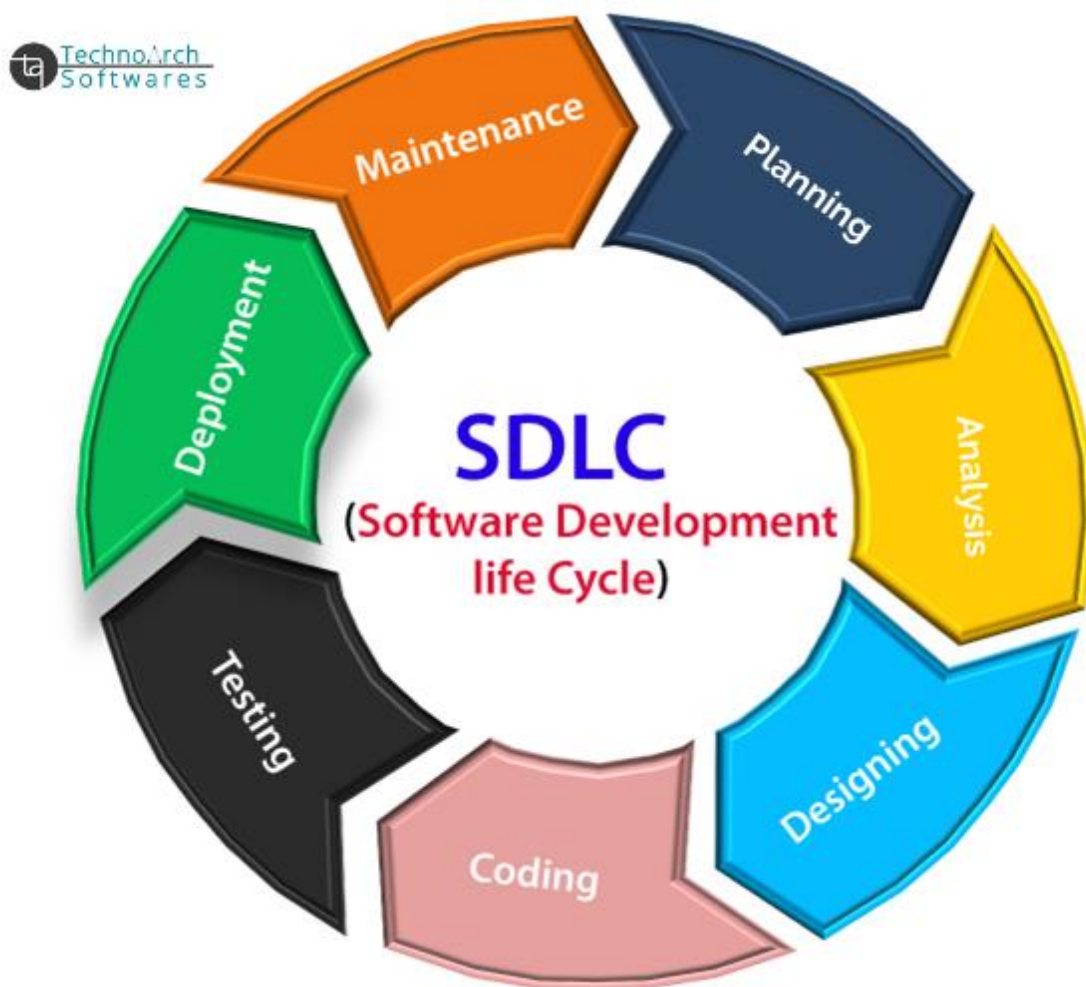 TechnoArch
Softwares
Maintenance
Planning
Analysis
Designing
Coding
Testing
Deployment
SDLC
(Software Development
life Cycle)